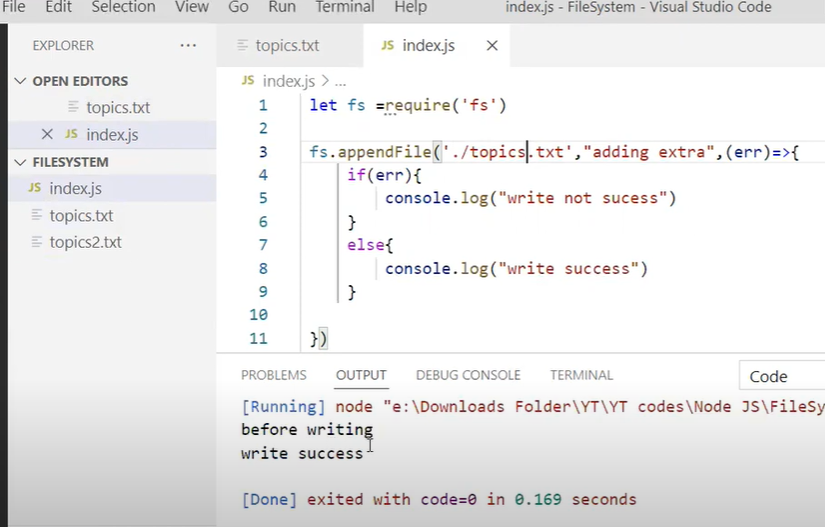 File Edit Selection View Go Run Terminal Help index.js - FileSystem - Visual Studio Code
EXPLORER ...
OPEN EDITORS
topics.txt
JS index.js
FILESYSTEM
JS index.js
topics.txt
topics2.txt
topics.txt JS index.js
JS index.js > ...
1 let fs =require('fs')
2
3 fs.appendFile('./topics.txt',"adding extra",(err)=>{
4 if(err){
5 console.log("write not sucess")
6 }
7 else{
8 console.log("write success")
9 }
10
11 })
PROBLEMS OUTPUT DEBUG CONSOLE TERMINAL Code
[Running] node "e:\Downloads Folder\YT\YT codes\Node JS\FileSy
before writing
write success
[Done] exited with code=0 in 0.169 seconds